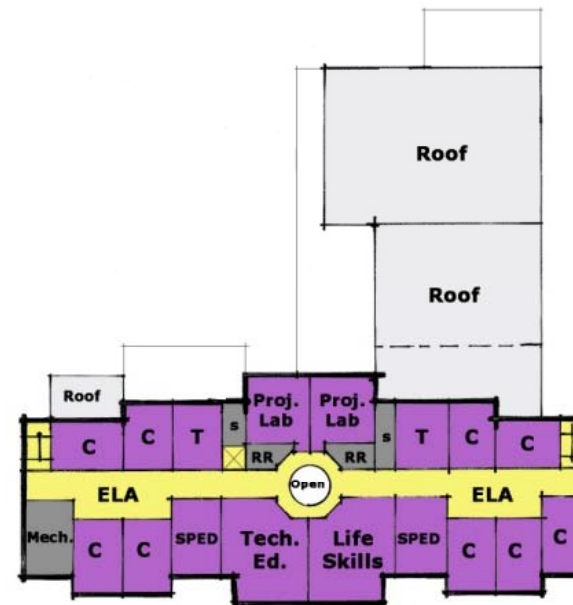 Roof
Roof
Roof
Proj. Lab
Proj. Lab
C
C
T
s
RR
RR
s
T
C
C
Open
ELA
ELA
Mech.
C
C
SPED
Tech. Ed.
Life Skills
SPED
C
C
C